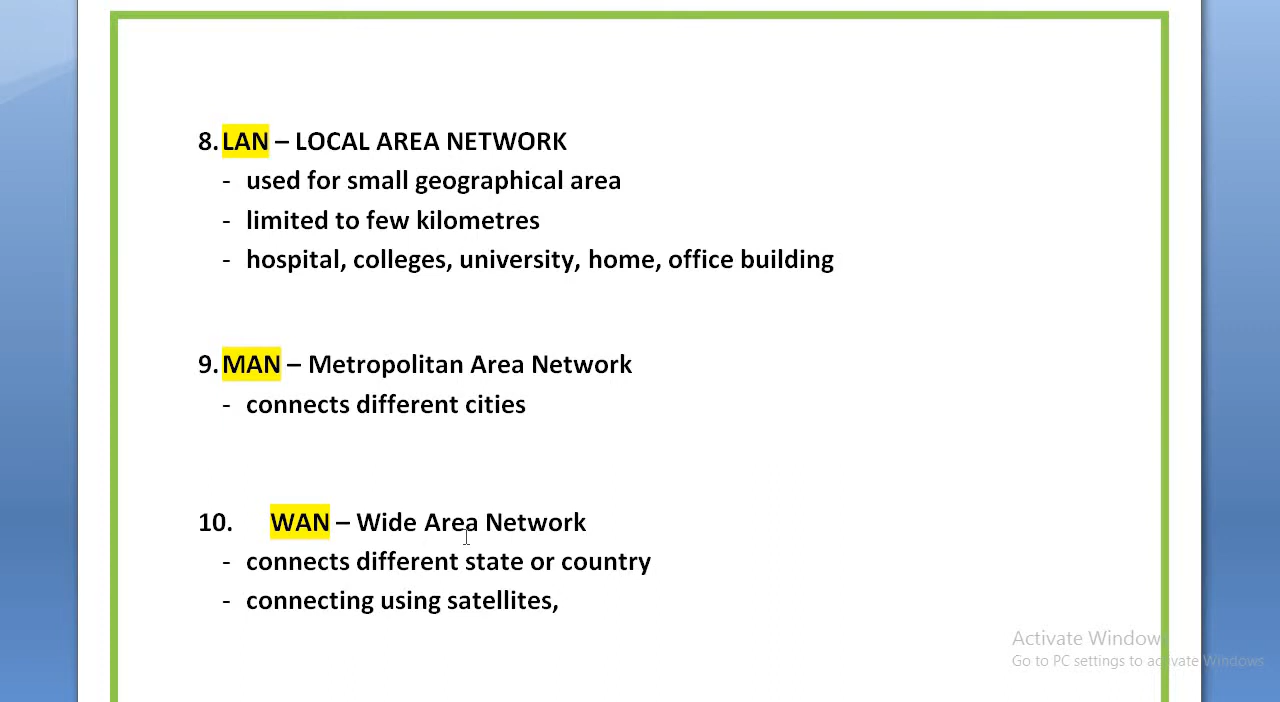 8. LAN – LOCAL AREA NETWORK
- used for small geographical area
- limited to few kilometres
- hospital, colleges, university, home, office building
9. MAN – Metropolitan Area Network
- connects different cities
10. WAN – Wide Area Network
- connects different state or country
- connecting using satellites,
Activate Windows
Go to PC settings to activate Windows